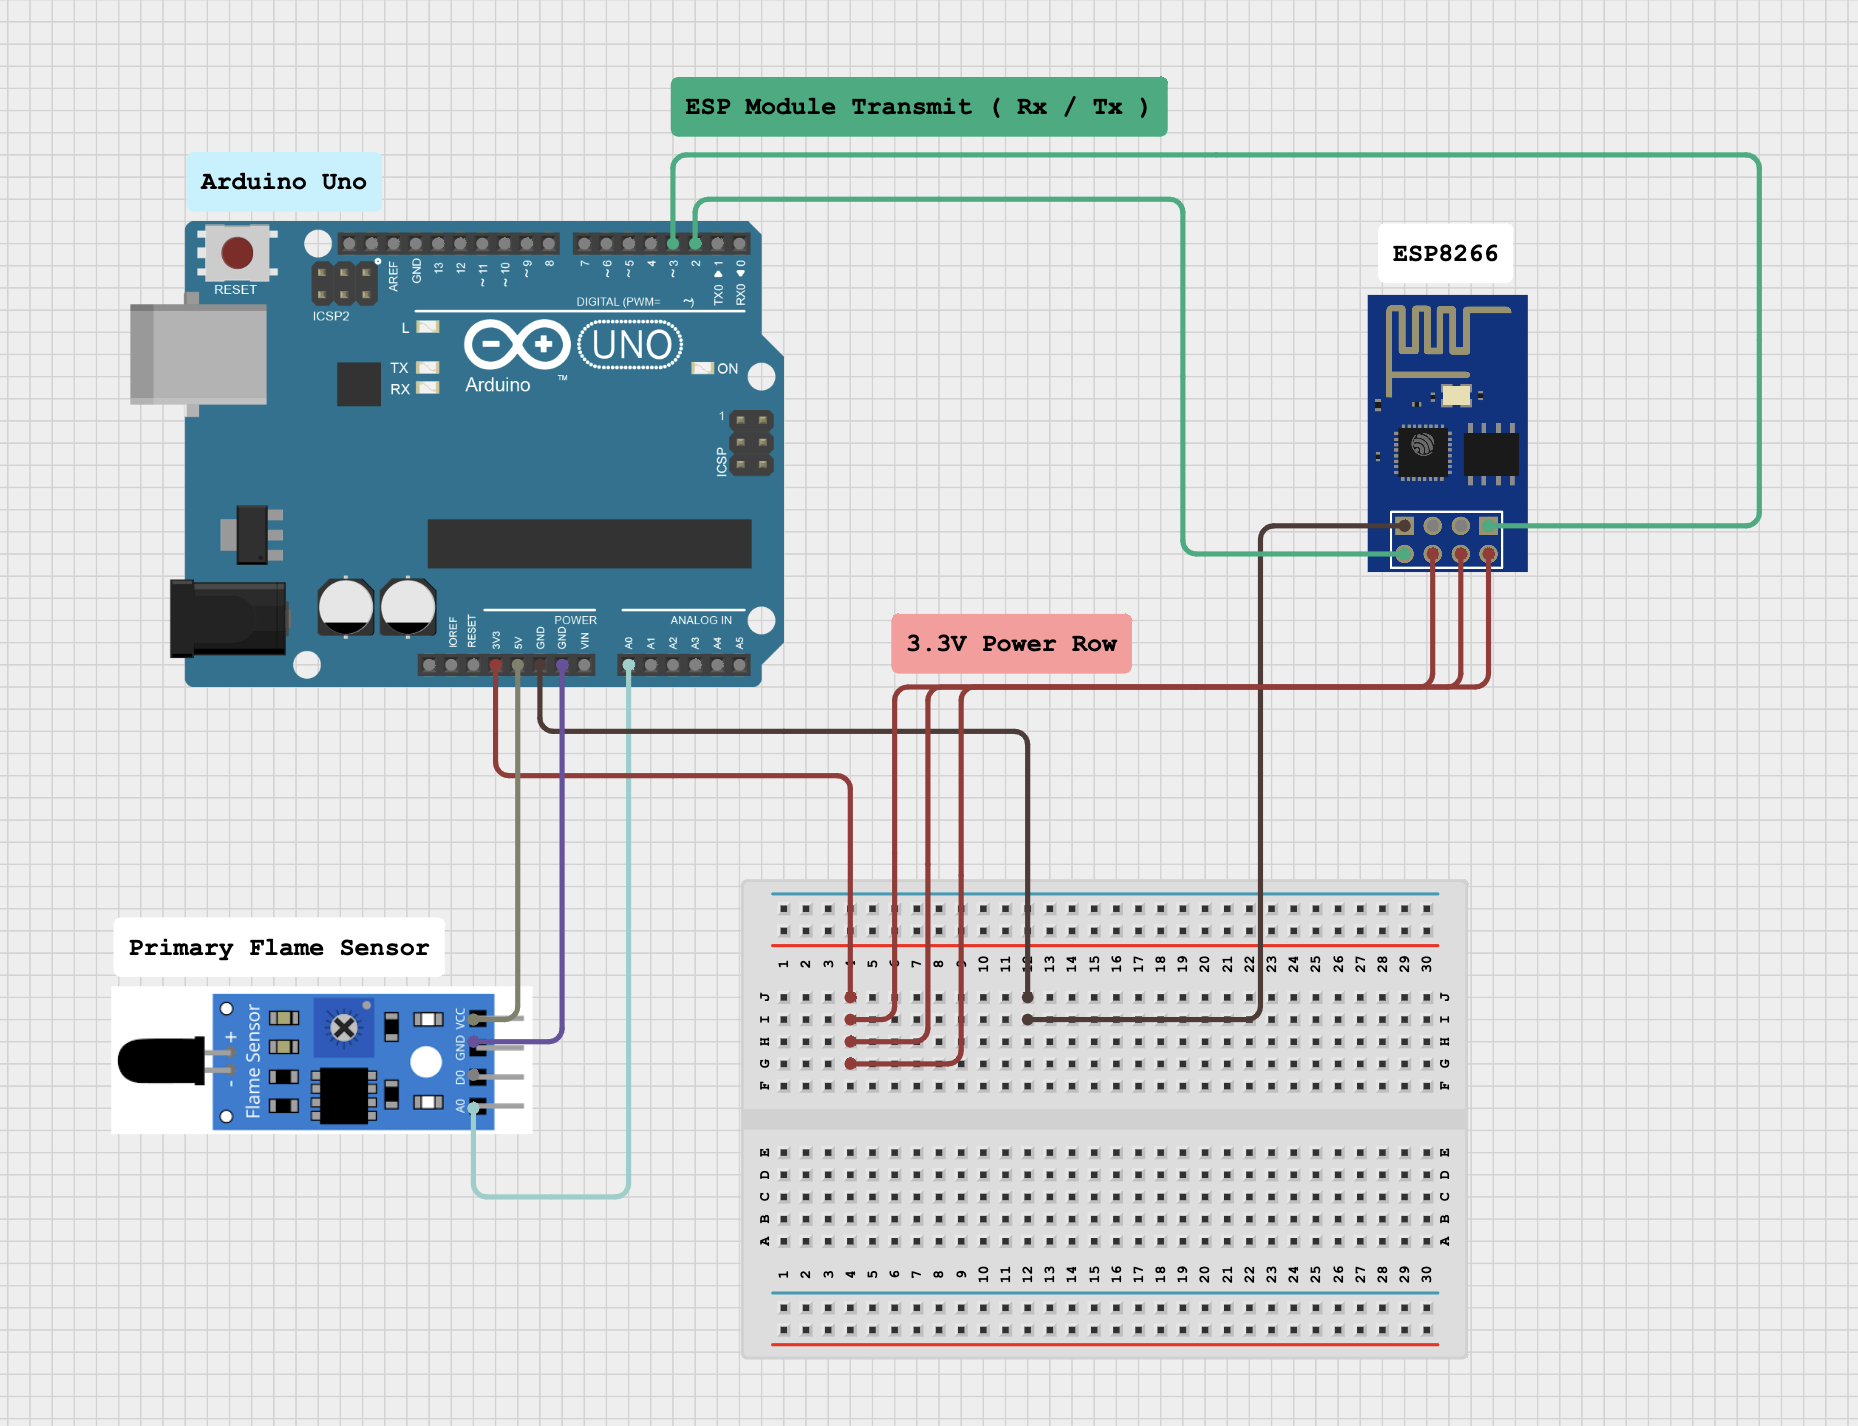 ESP Module Transmit ( Rx / Tx )
Arduino Uno
RESET
ICSP2
AREF
GND
13
12
~11
~10
~9
8
7
~6
~5
4
~3
2
TX0 ▶ 1
RX0 ◀ 0
DIGITAL (PWM= ~)
L
TX
RX
Arduino
™
UNO
ON
1
ICSP
ESP8266
IOREF
RESET
3V3
5V
GND
GND
VIN
POWER
ANALOG IN
A0
A1
A2
A3
A4
A5
3.3V Power Row
Primary Flame Sensor
Flame Sensor
+
-
VCC
GND
D0
A0
1 2 3 4 5 6 7 8 9 10 11 12 13 14 15 16 17 18 19 20 21 22 23 24 25 26 27 28 29 30
J J
I I
H H
G G
F F
E E
D D
C C
B B
A A
1 2 3 4 5 6 7 8 9 10 11 12 13 14 15 16 17 18 19 20 21 22 23 24 25 26 27 28 29 30